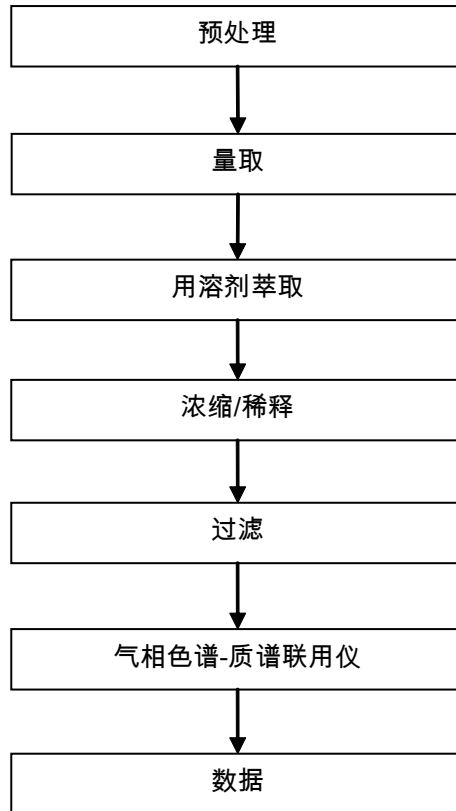 预处理
量取
用溶剂萃取
浓缩/稀释
过滤
气相色谱-质谱联用仪
数据